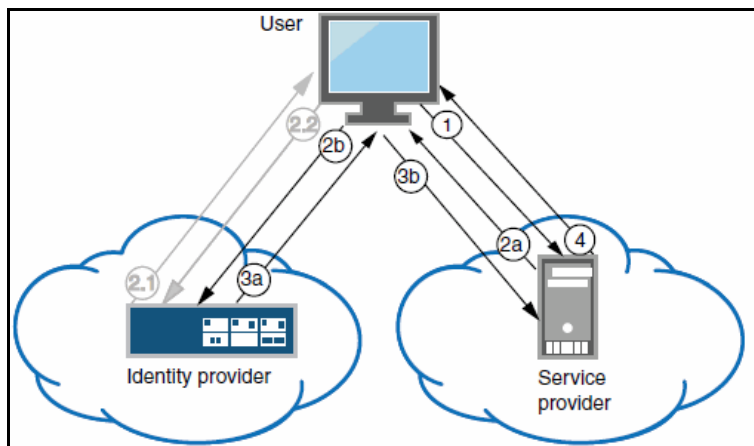 User
2.2
2b
1
3b
2.1
3a
2a
4
Identity provider
Service
provider